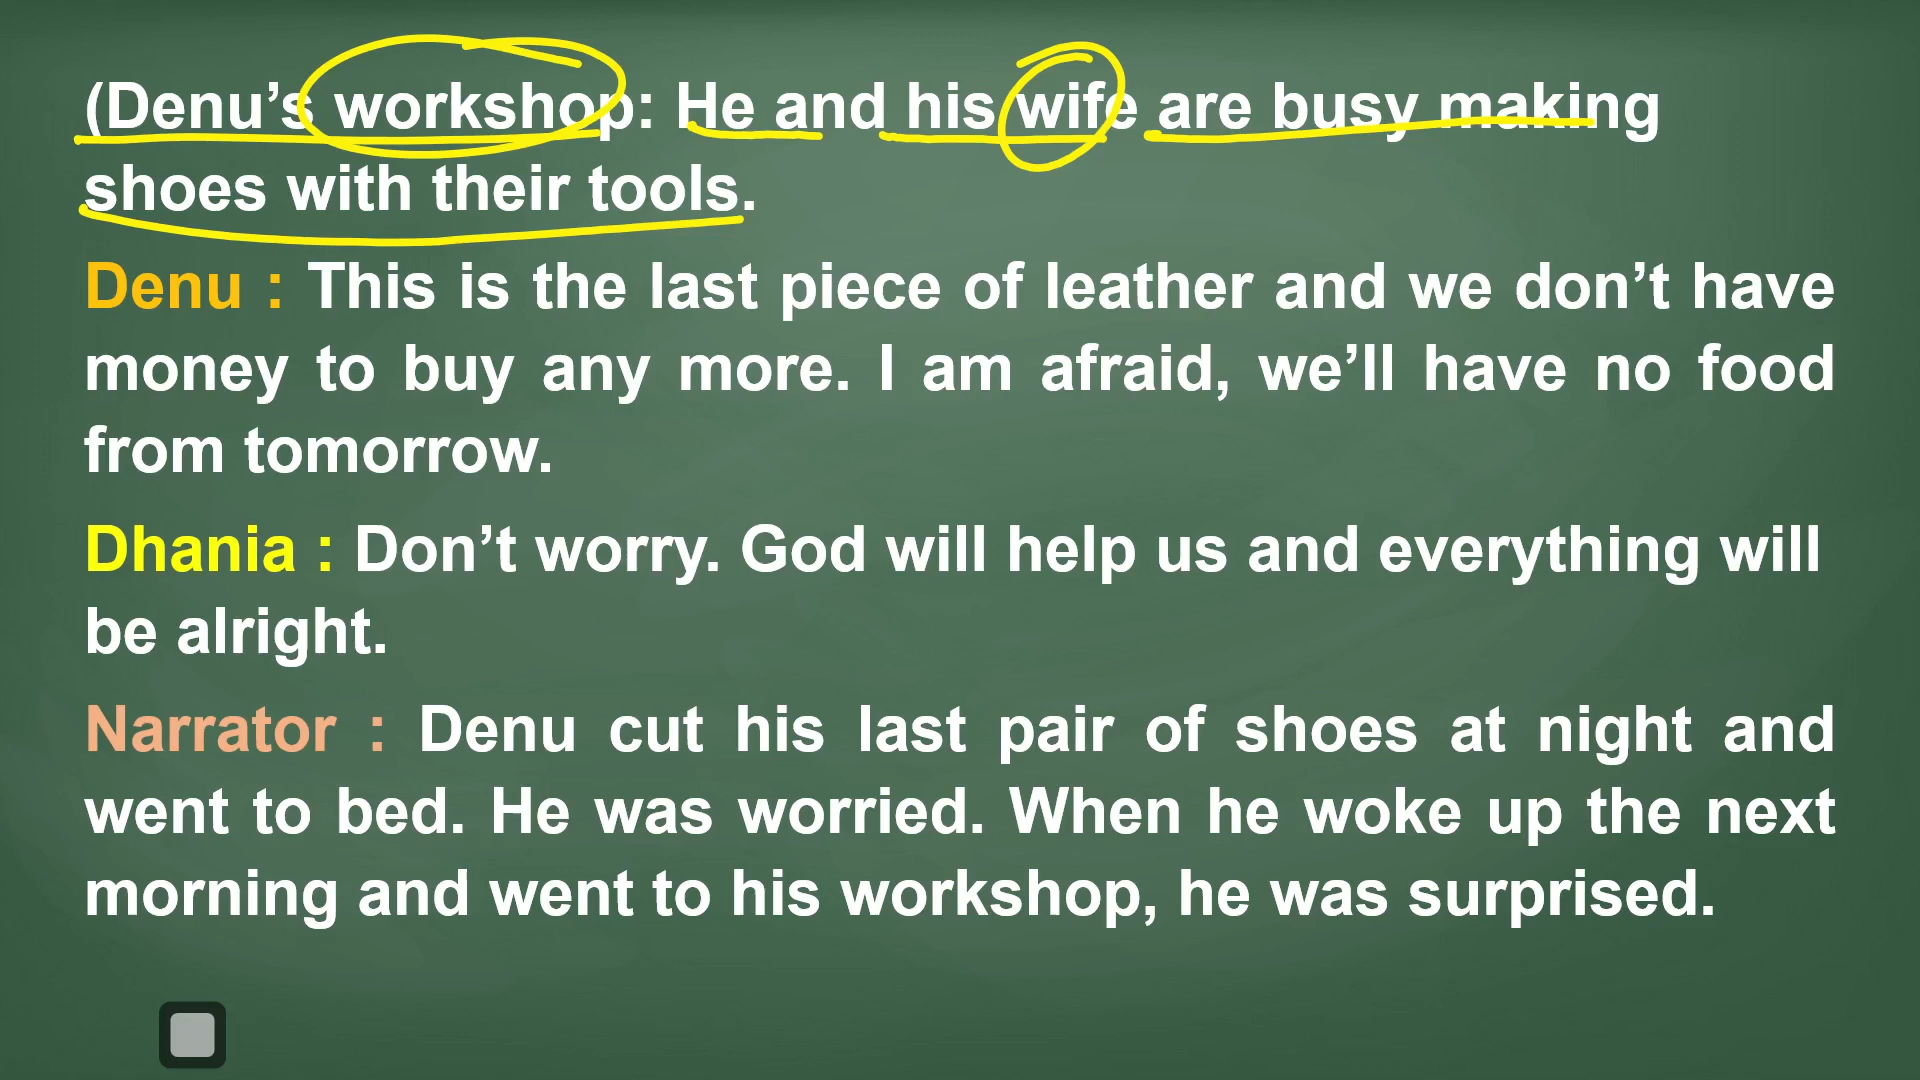 (Denu’s workshop: He and his wife are busy making
shoes with their tools.
Denu : This is the last piece of leather and we don’t have
money to buy any more. I am afraid, we’ll have no food
from tomorrow.
Dhania : Don’t worry. God will help us and everything will
be alright.
Narrator : Denu cut his last pair of shoes at night and
went to bed. He was worried. When he woke up the next
morning and went to his workshop, he was surprised.